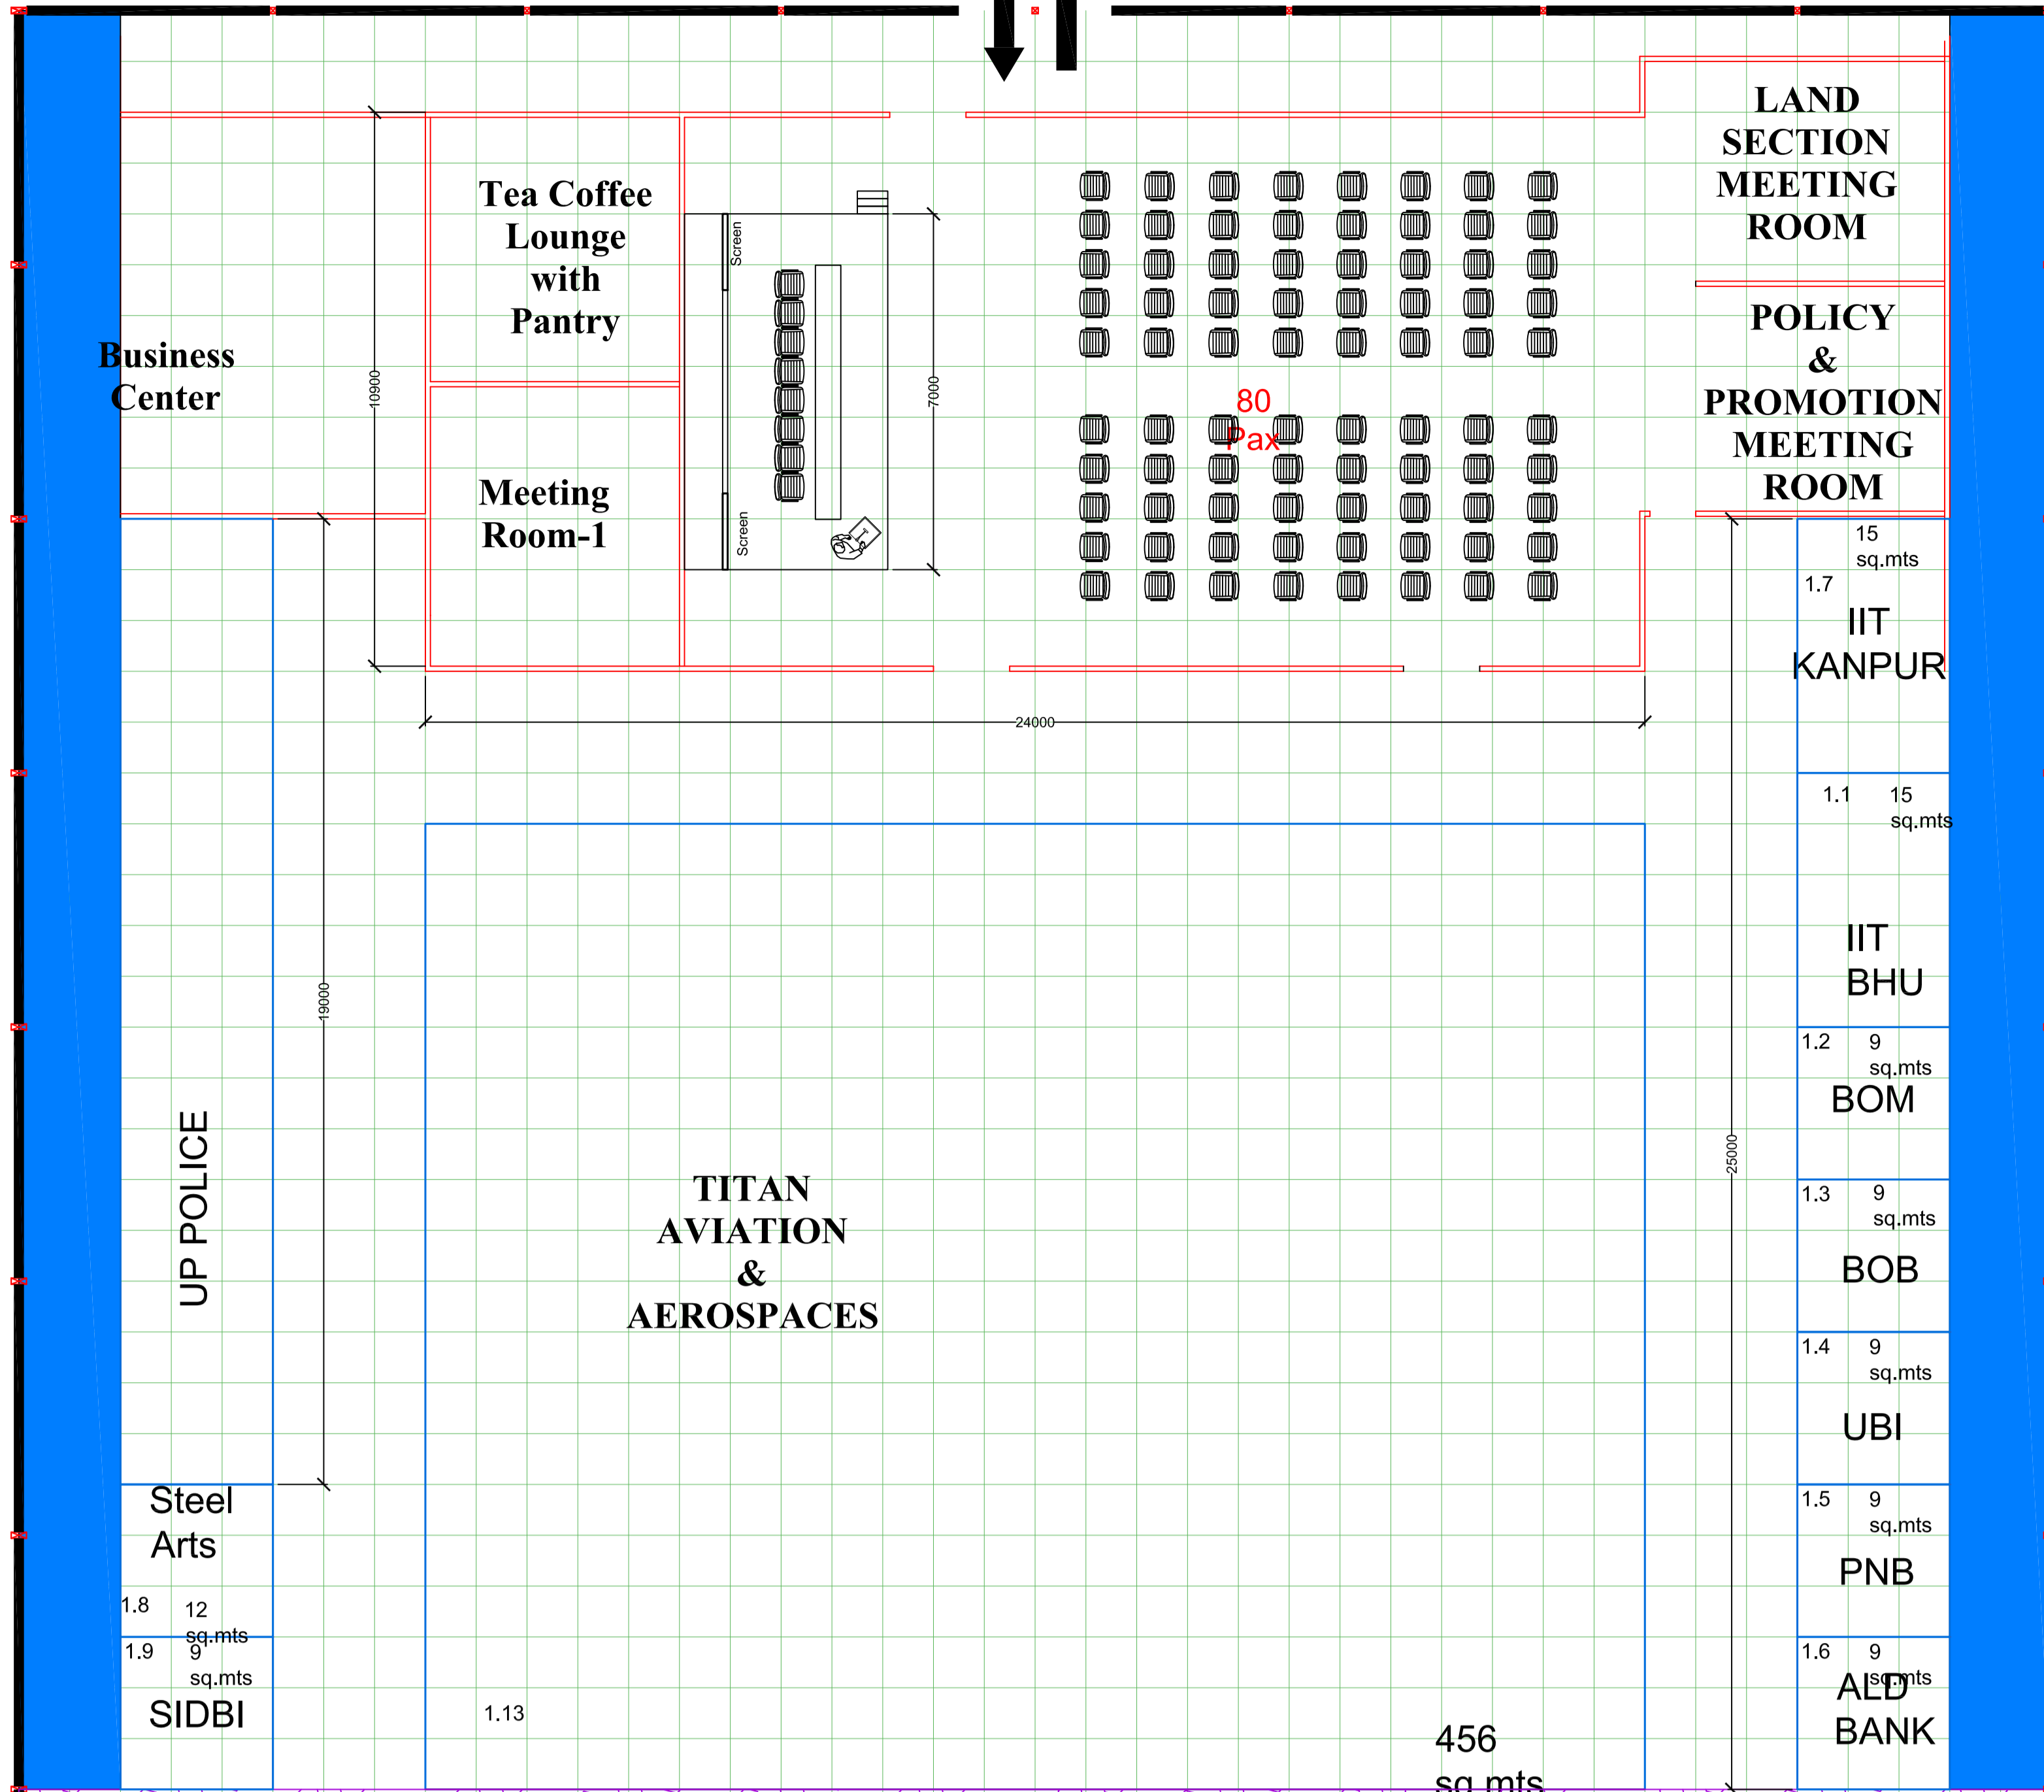 LAND
SECTION
MEETING
ROOM
Tea Coffee
Lounge
with
Pantry
Screen
POLICY
&
PROMOTION
MEETING
ROOM
Business
Center
10900
7000
80
Pax
Meeting
Room-1
Screen
15
sq.mts
1.7
IIT
KANPUR
24000
1.1
15
sq.mts
IIT
BHU
19000
1.2
9
sq.mts
BOM
UP POLICE
25000
TITAN
AVIATION
&
AEROSPACES
1.3
9
sq.mts
BOB
1.4
9
sq.mts
UBI
Steel
Arts
1.8
12
sq.mts
1.5
9
sq.mts
PNB
1.9
9
sq.mts
SIDBI
1.13
456
sq mts
1.6
9
sq.mts
ALD
BANK